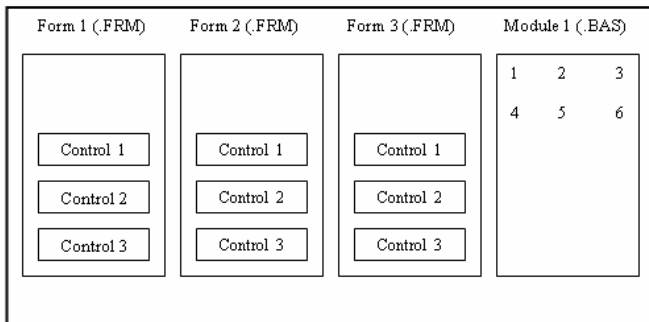 Form 1 (.FRM) Form 2 (.FRM) Form 3 (.FRM) Module 1 (.BAS)
1 2 3
4 5 6
Control 1 Control 1 Control 1
Control 2 Control 2 Control 2
Control 3 Control 3 Control 3